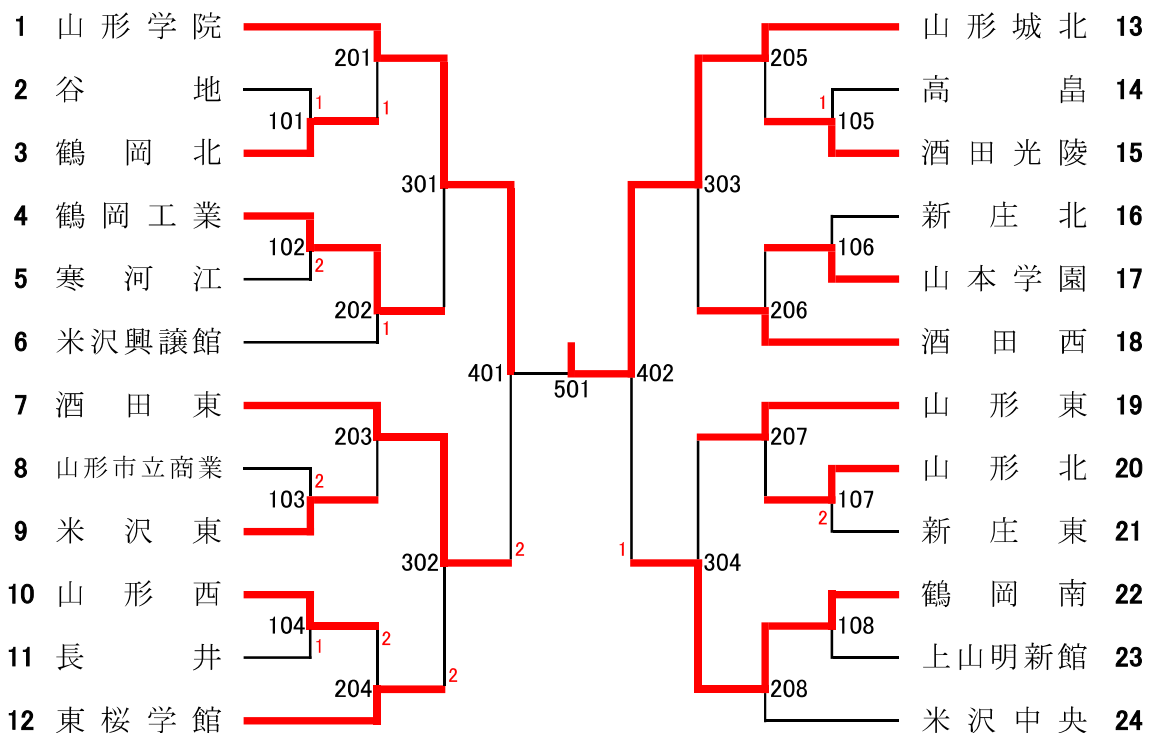 1 山形学院
201
2 谷地
1
101
1
3 鶴岡北
301
4 鶴岡工業
102
2
5 寒河江
202
1
6 米沢興譲館
401
7 酒田東
203
8 山形市立商業
2
103
9 米沢東
302
2
10 山形西
104
1
2
11 長井
204
2
12 東桜学館
501
山形城北 13
205
高畠 14
1
105
酒田光陵 15
303
新庄北 16
106
山本学園 17
206
酒田西 18
402
山形東 19
207
山形北 20
107
2
新庄東 21
1
304
鶴岡南 22
108
上山明新館 23
208
米沢中央 24